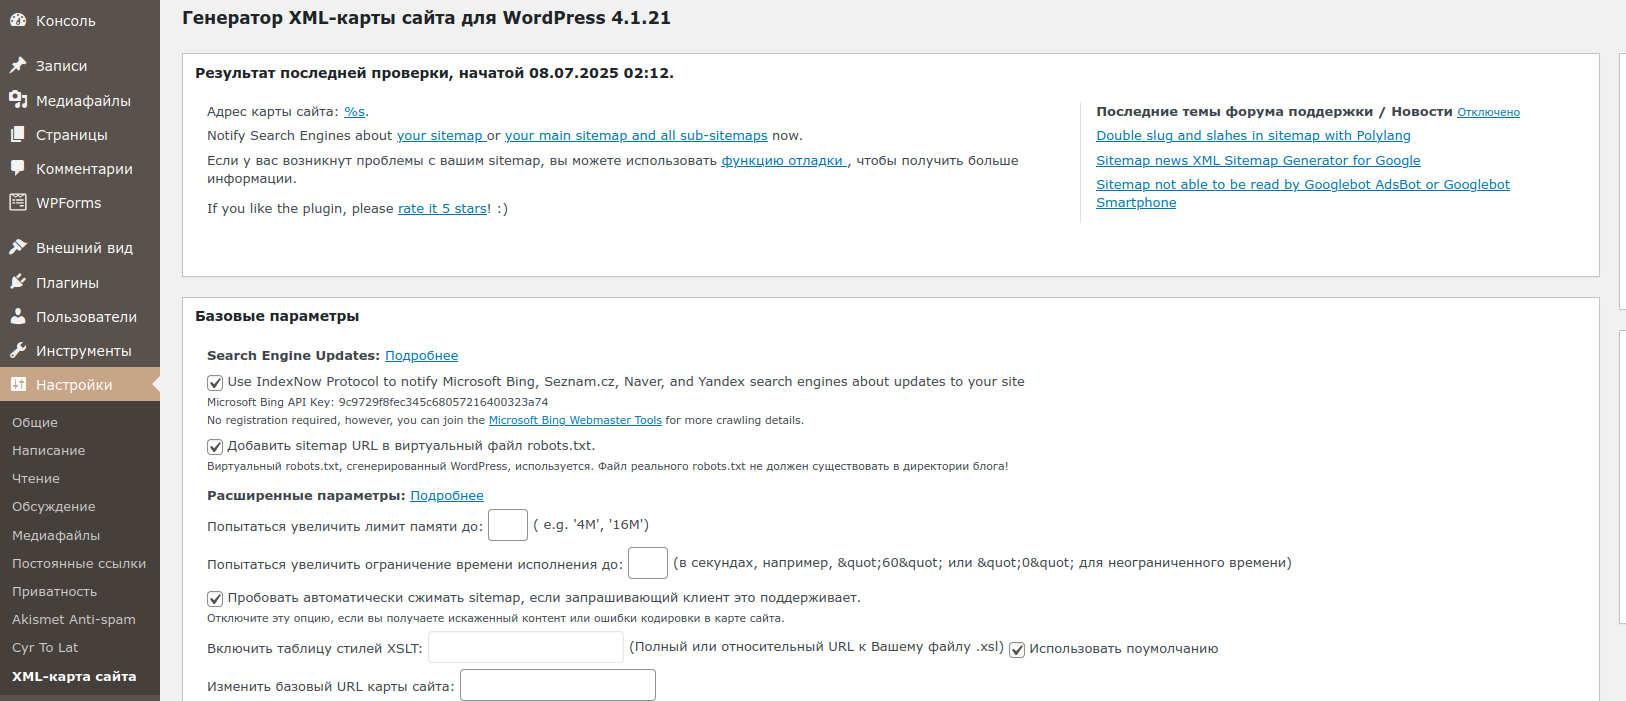 Консоль
Записи
Медиафайлы
Страницы
Комментарии
WPForms
Внешний вид
Плагины
Пользователи
Инструменты
Настройки
Общие
Написание
Чтение
Обсуждение
Медиафайлы
Постоянные ссылки
Приватность
Akismet Anti-spam
Cyr To Lat
XML-карта сайта
Генератор XML-карты сайта для WordPress 4.1.21
Результат последней проверки, начатой 08.07.2025 02:12.
Адрес карты сайта: %s.
Notify Search Engines about your sitemap or your main sitemap and all sub-sitemaps now.
Если у вас возникнут проблемы с вашим sitemap, вы можете использовать функцию отладки , чтобы получить больше
информации.
If you like the plugin, please rate it 5 stars! :)
Последние темы форума поддержки / Новости Отключено
Double slug and slahes in sitemap with Polylang
Sitemap news XML Sitemap Generator for Google
Sitemap not able to be read by Googlebot AdsBot or Googlebot
Smartphone
Базовые параметры
Search Engine Updates: Подробнее
Use IndexNow Protocol to notify Microsoft Bing, Seznam.cz, Naver, and Yandex search engines about updates to your site
Microsoft Bing API Key: 9c9729f8fec345c68057216400323a74
No registration required, however, you can join the Microsoft Bing Webmaster Tools for more crawling details.
Добавить sitemap URL в виртуальный файл robots.txt.
Виртуальный robots.txt, сгенерированный WordPress, используется. Файл реального robots.txt не должен существовать в директории блога!
Расширенные параметры: Подробнее
Попытаться увеличить лимит памяти до: ( e.g. '4M', '16M')
Попытаться увеличить ограничение времени исполнения до: (в секундах, например, &quot;60&quot; или &quot;0&quot; для неограниченного времени)
Пробовать автоматически сжимать sitemap, если запрашивающий клиент это поддерживает.
Отключите эту опцию, если вы получаете искаженный контент или ошибки кодировки в карте сайта.
Включить таблицу стилей XSLT: (Полный или относительный URL к Вашему файлу .xsl) Использовать поумолчанию
Изменить базовый URL карты сайта: